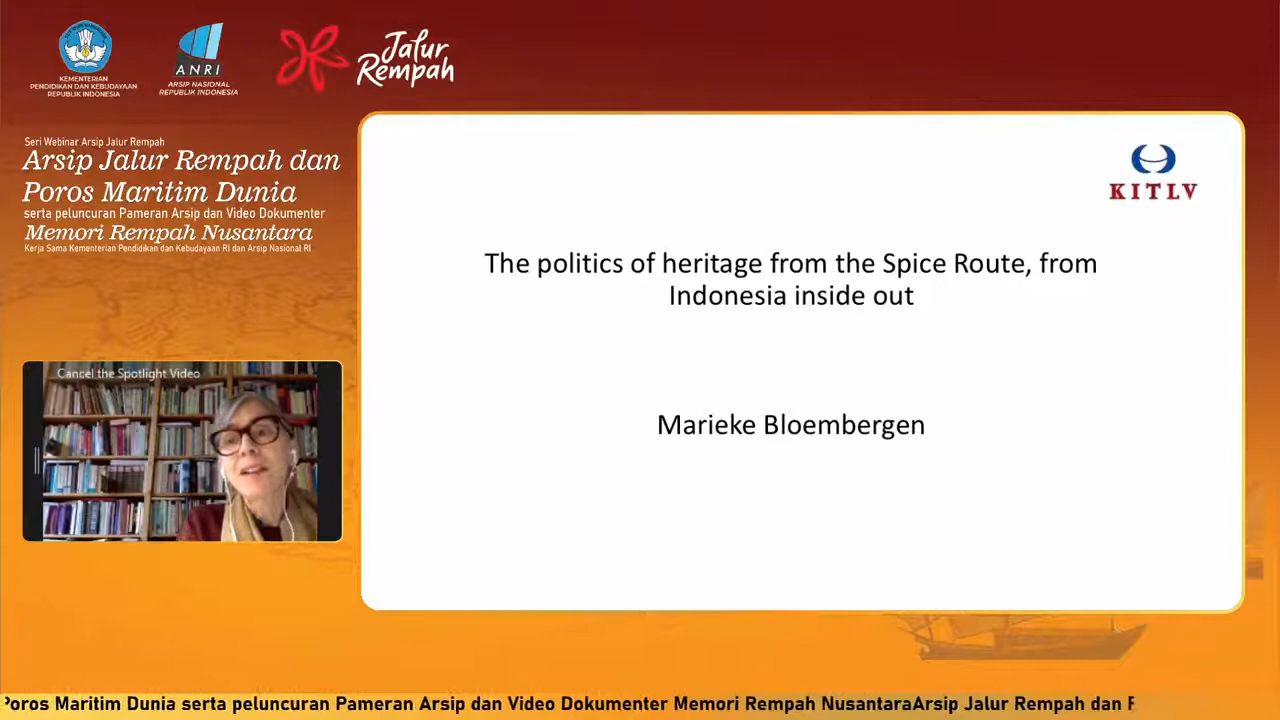 KEMENTERIAN
PENDIDIKAN DAN KEBUDAYAAN
REPUBLIK INDONESIA
ANRI
ARSIP NASIONAL
REPUBLIK INDONESIA
Jalur
Rempah
Seri Webinar Arsip Jalur Rempah
Arsip Jalur Rempah dan
Poros Maritim Dunia
serta peluncuran Pameran Arsip dan Video Dokumenter
Memori Rempah Nusantara
Kerja Sama Kementerian Pendidikan dan Kebudayaan RI dan Arsip Nasional RI
KITLV
The politics of heritage from the Spice Route, from
Indonesia inside out
Marieke Bloembergen
Cancel the Spotlight Video
Poros Maritim Dunia serta peluncuran Pameran Arsip dan Video Dokumenter Memori Rempah NusantaraArsip Jalur Rempah dan